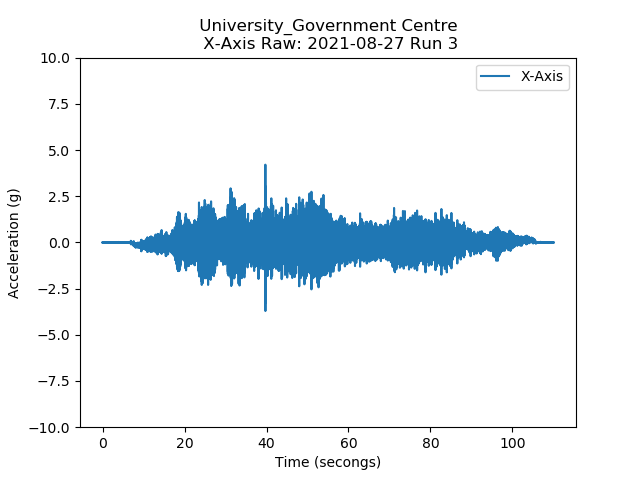 University_Government Centre
X-Axis Raw: 2021-08-27 Run 3
X-Axis
10.0
7.5
5.0
2.5
0.0
−2.5
−5.0
−7.5
−10.0
Acceleration (g)
0 20 40 60 80 100
Time (secongs)